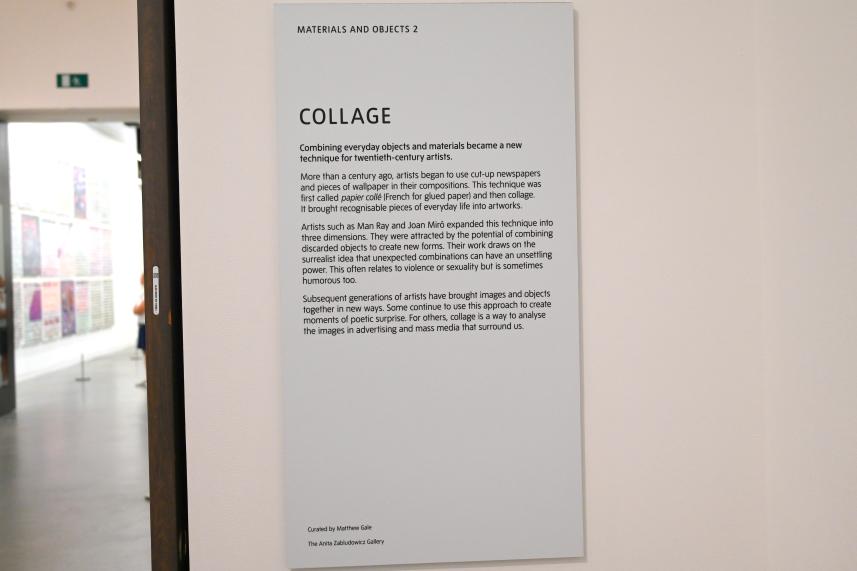 MATERIALS AND OBJECTS 2
COLLAGE
Combining everyday objects and materials became a new
technique for twentieth-century artists.
More than a century ago, artists began to use cut-up newspapers
and pieces of wallpaper in their compositions. This technique was
first called papier collé (French for glued paper) and then collage.
It brought recognisable pieces of everyday life into artworks.
Artists such as Man Ray and Joan Miró expanded this technique into
three dimensions. They were attracted by the potential of combining
discarded objects to create new forms. Their work draws on the
surrealist idea that unexpected combinations can have an unsettling
power. This often relates to violence or sexuality but is sometimes
humorous too.
Subsequent generations of artists have brought images and objects
together in new ways. Some continue to use this approach to create
moments of poetic surprise. For others, collage is a way to analyse
the images in advertising and mass media that surround us.
Curated by Matthew Gale
The Anita Zabludowicz Gallery